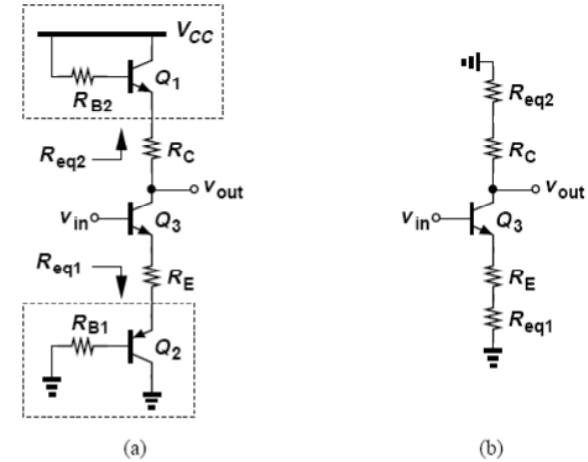 V_CC
Q_1
R_B2
R_eq2
R_C
v_out
v_in
Q_3
R_eq1
R_E
R_B1
Q_2
(a)
R_eq2
R_C
v_out
v_in
Q_3
R_E
R_eq1
(b)